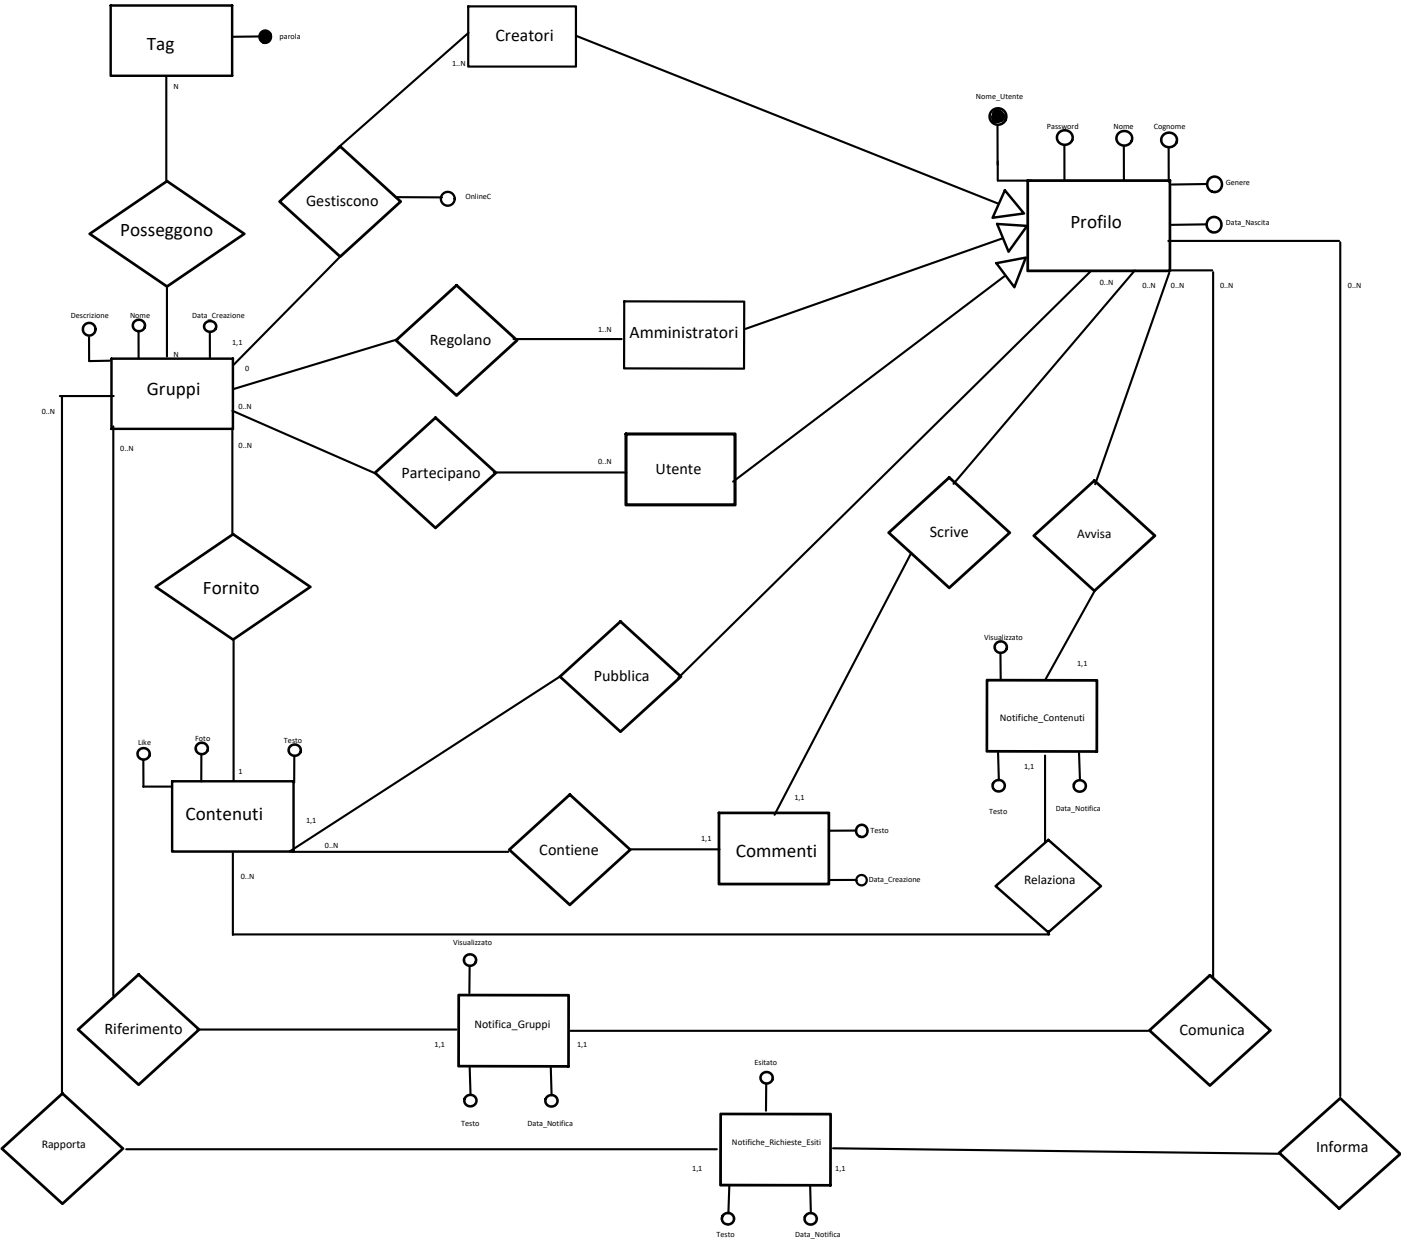 Tag
parola
Creatori
N
1..N
Nome_Utente
Password
Nome
Cognome
Genere
Data_Nascita
Profilo
Gestiscono
OnlineC
Posseggono
0..N
0..N
0..N
0..N
Descrizione
Nome
Data_Creazione
1,1
N
0
Regolano
1..N
Amministratori
Gruppi
0..N
0..N
0..N
0..N
Partecipano
0..N
Utente
Scrive
Avvisa
Fornito
Pubblica
Visualizzato
1,1
Notifiche_Contenuti
Like
Foto
Testo
1
1,1
Testo
Data_Notifica
Contenuti
1,1
1,1
0..N
Contiene
1,1
Commenti
Testo
Data_Creazione
0..N
Relaziona
Visualizzato
Riferimento
Notifica_Gruppi
Comunica
1,1
1,1
Testo
Data_Notifica
Esitato
Rapporta
Notifiche_Richieste_Esiti
Informa
1,1
1,1
Testo
Data_Notifica